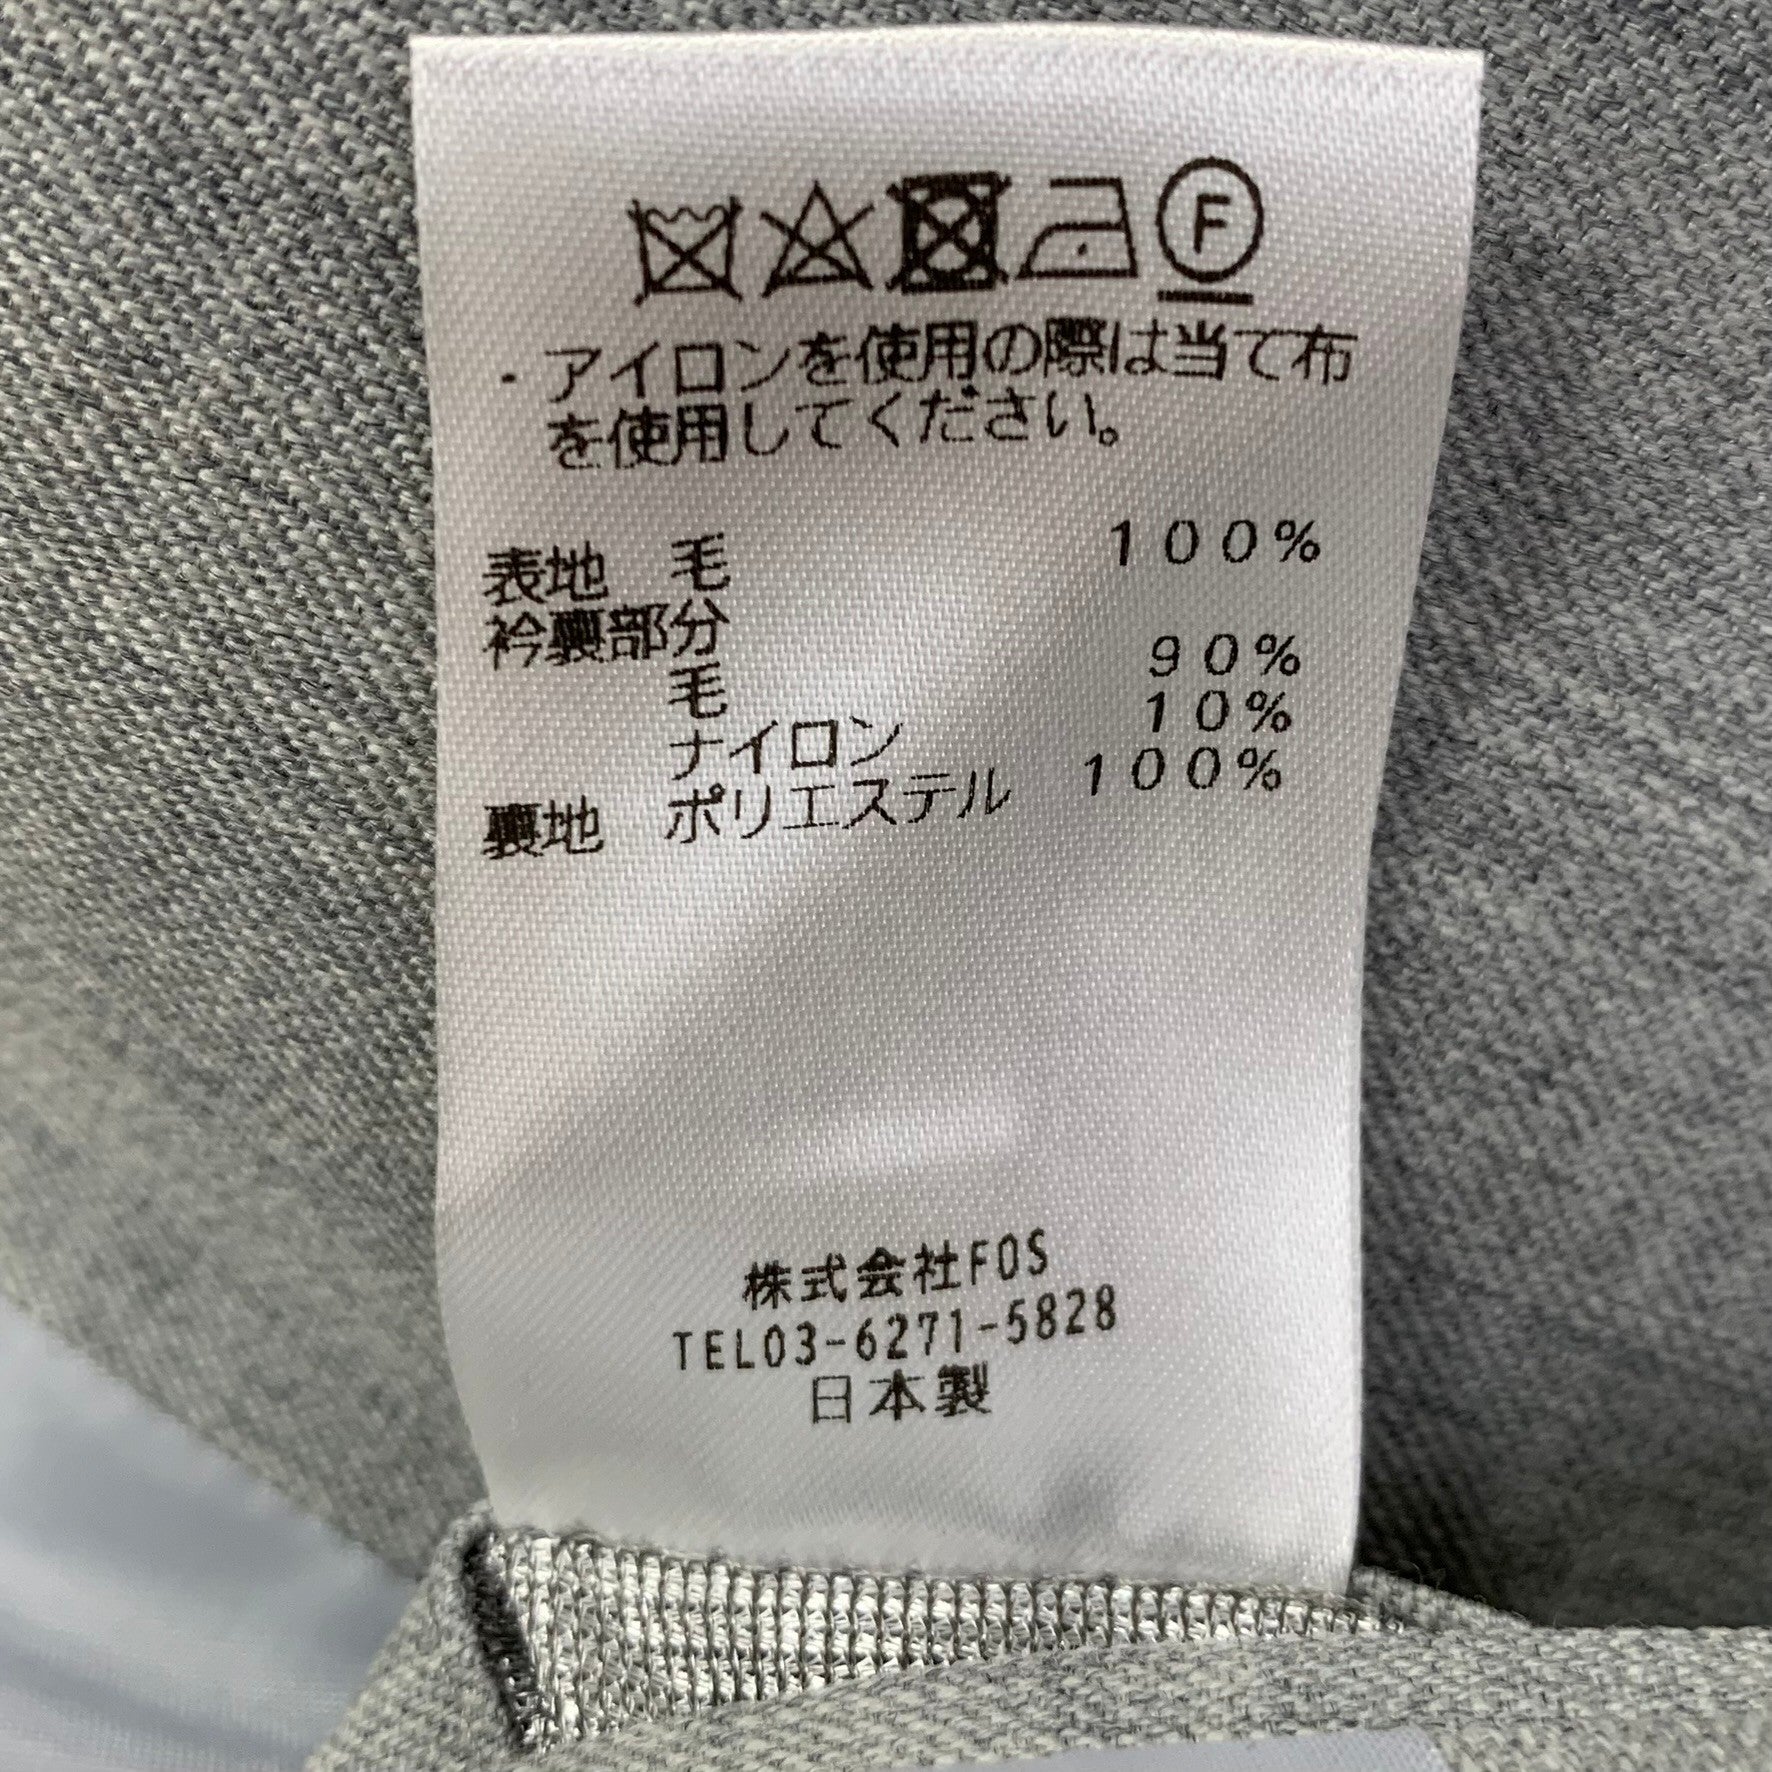 F
・アイロンを使用の際は当て布
を使用してください。
表地 毛 100%
衿裏部分
毛 90%
ナイロン 10%
裏地 ポリエステル 100%
株式会社FOS
TEL03-6271-5828
日本製